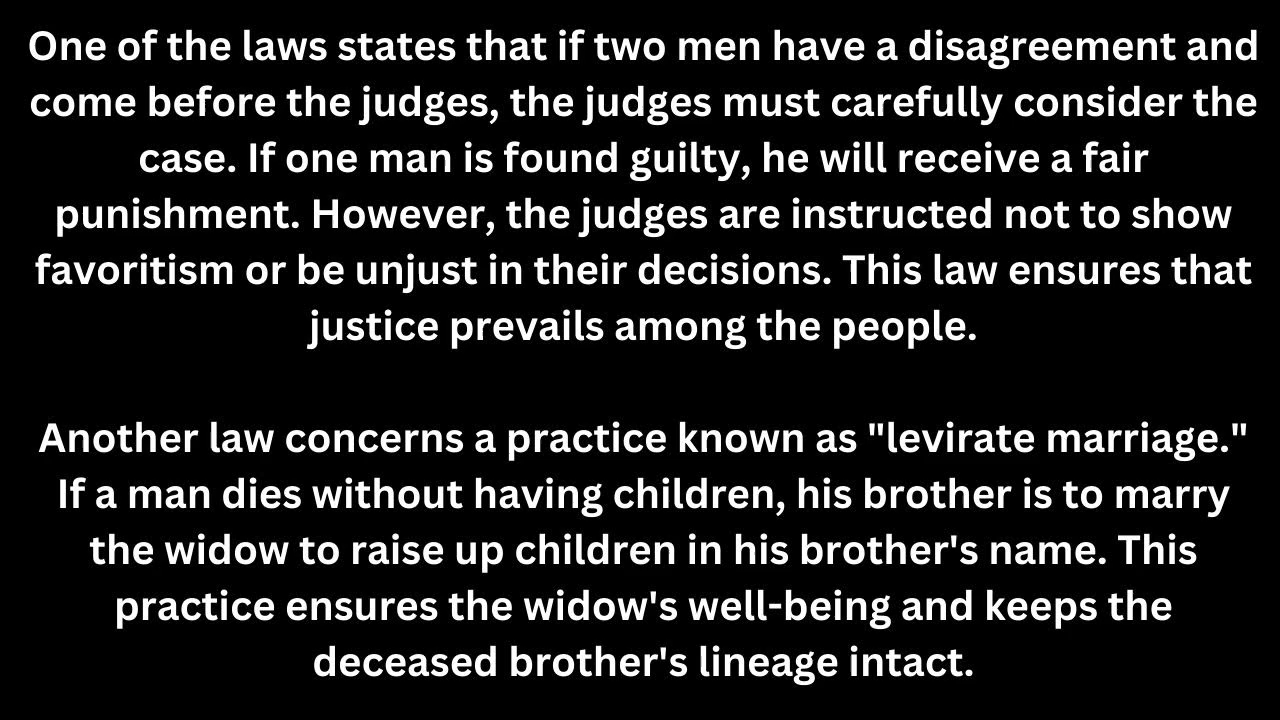 One of the laws states that if two men have a disagreement and
come before the judges, the judges must carefully consider the
case. If one man is found guilty, he will receive a fair
punishment. However, the judges are instructed not to show
favoritism or be unjust in their decisions. This law ensures that
justice prevails among the people.
Another law concerns a practice known as "levirate marriage."
If a man dies without having children, his brother is to marry
the widow to raise up children in his brother's name. This
practice ensures the widow's well-being and keeps the
deceased brother's lineage intact.